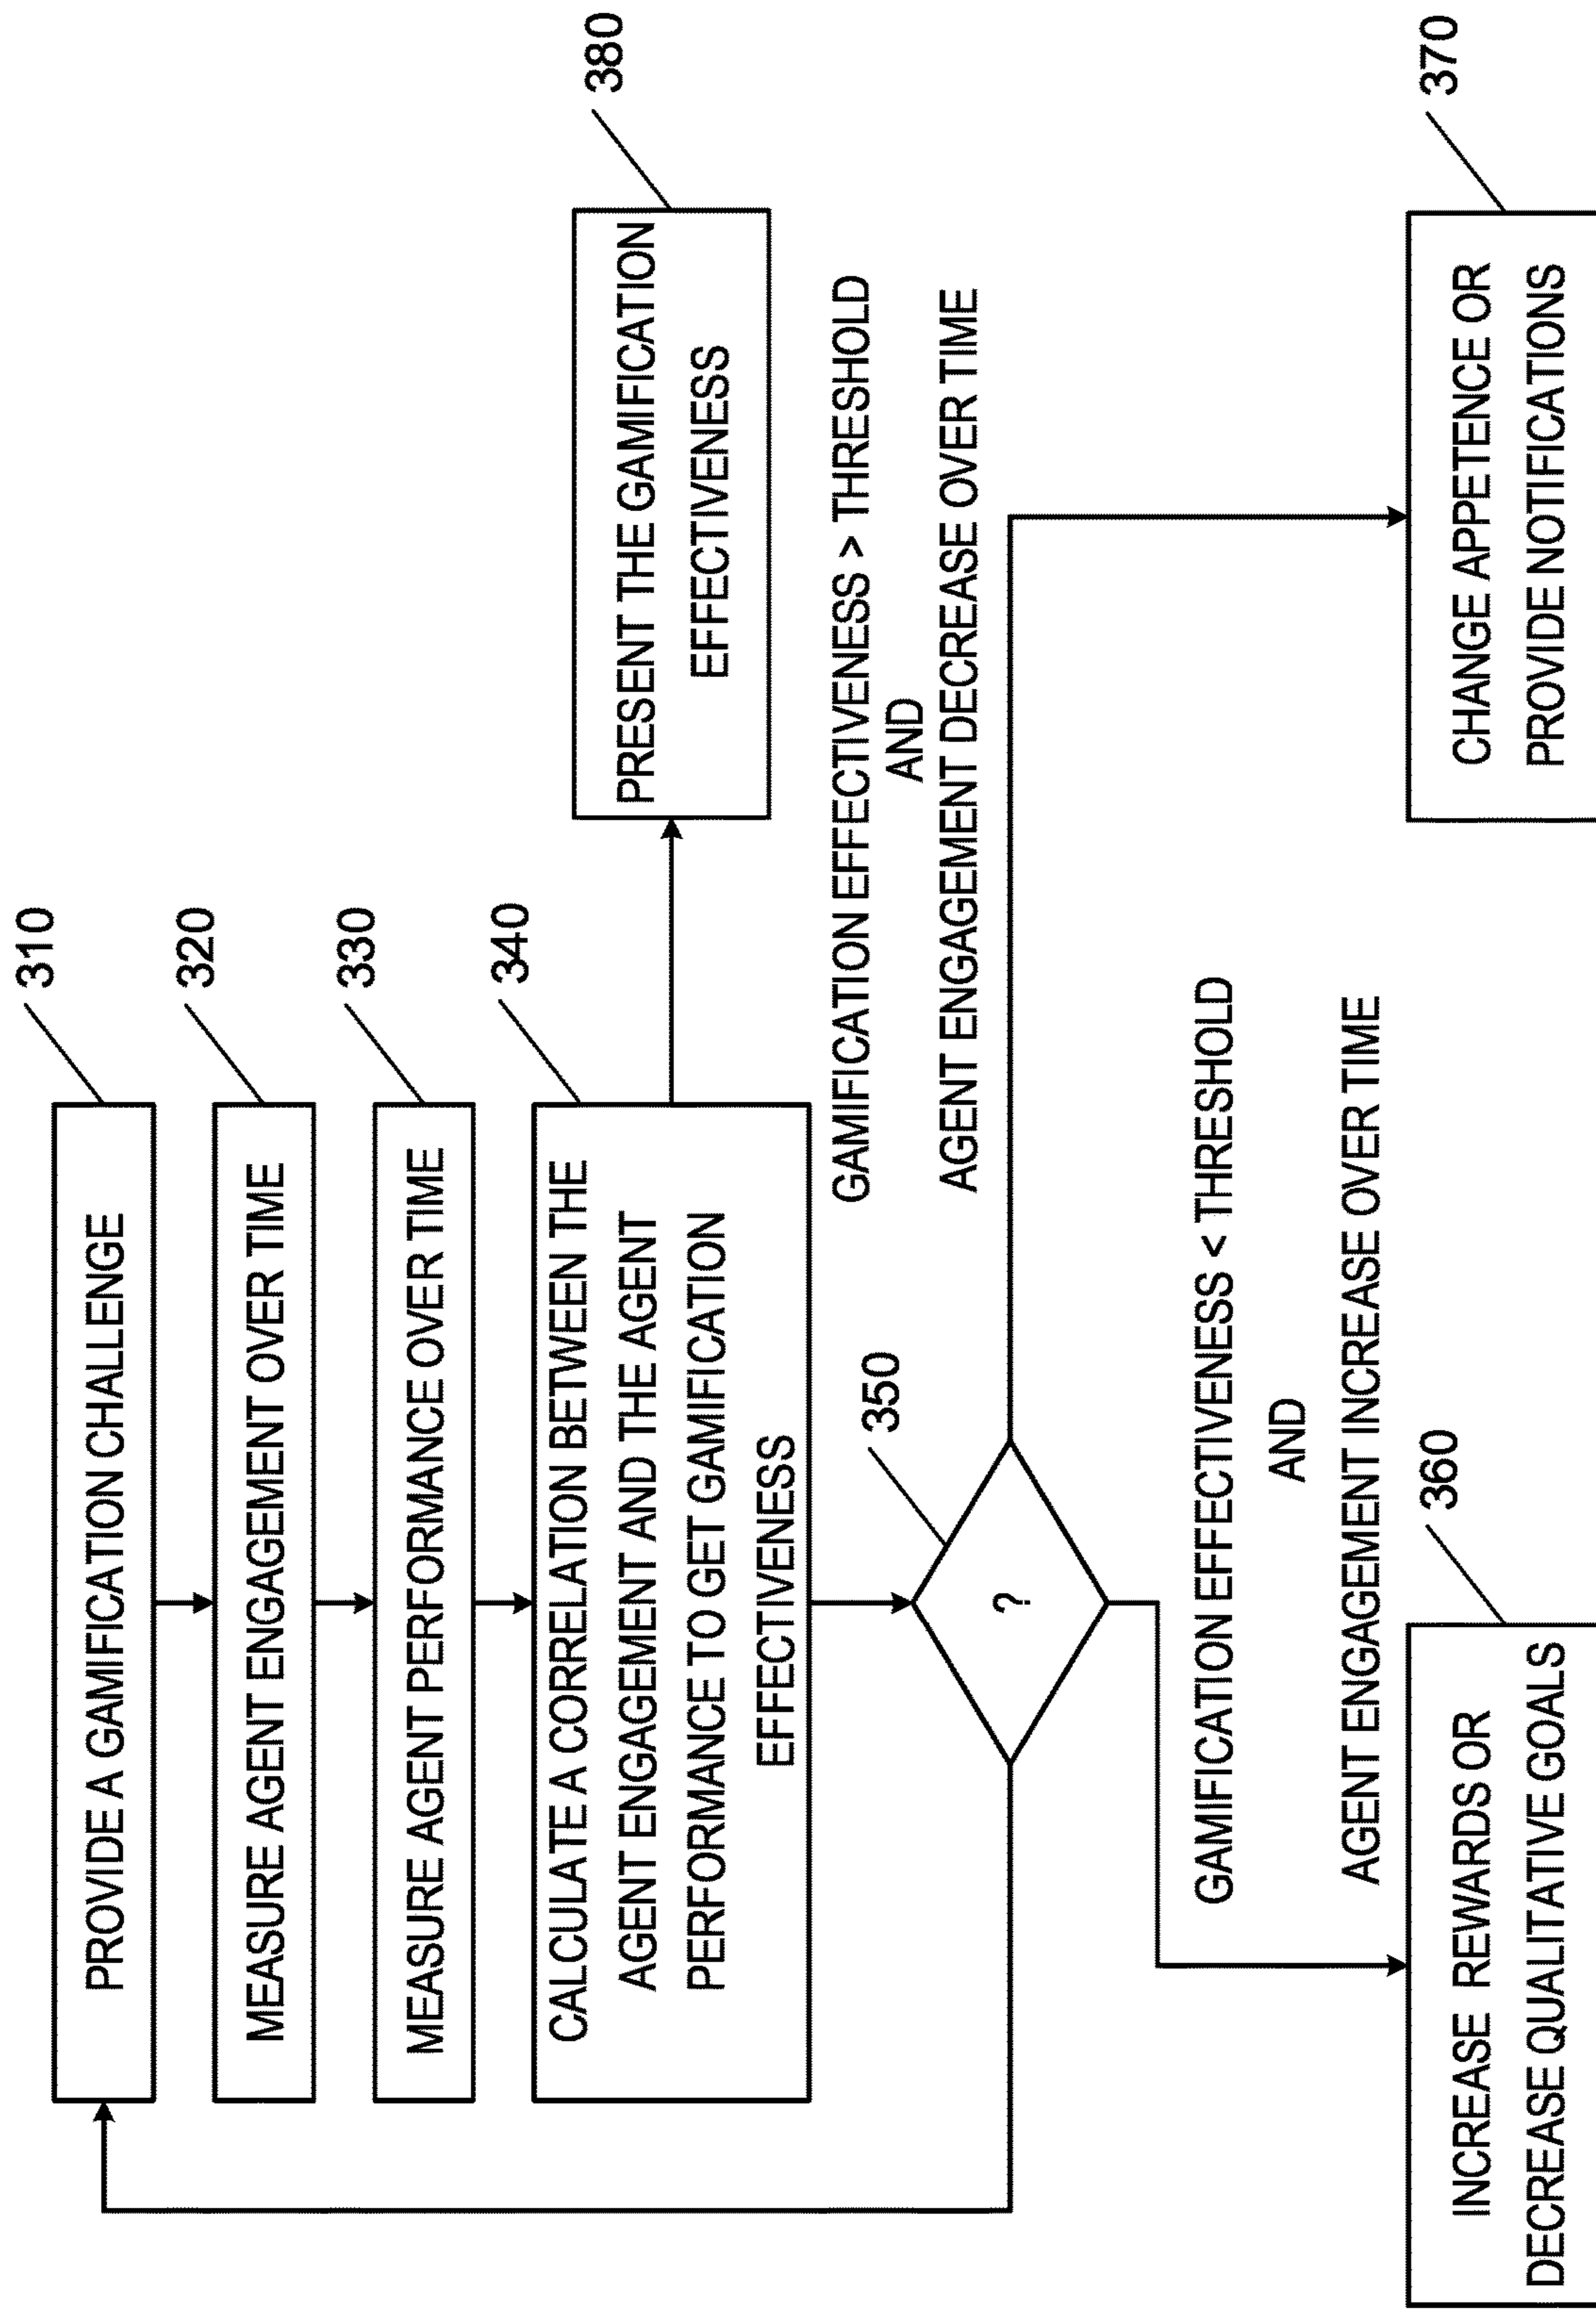 310
PROVIDE A GAMIFICATION CHALLENGE
320
MEASURE AGENT ENGAGEMENT OVER TIME
330
MEASURE AGENT PERFORMANCE OVER TIME
340
CALCULATE A CORRELATION BETWEEN THE
AGENT ENGAGEMENT AND THE AGENT
PERFORMANCE TO GET GAMIFICATION
EFFECTIVENESS
380
PRESENT THE GAMIFICATION
EFFECTIVENESS
350
?
GAMIFICATION EFFECTIVENESS > THRESHOLD
AND
AGENT ENGAGEMENT DECREASE OVER TIME
GAMIFICATION EFFECTIVENESS < THRESHOLD
AND
AGENT ENGAGEMENT INCREASE OVER TIME
360
INCREASE REWARDS OR
DECREASE QUALITATIVE GOALS
370
CHANGE APPETENCE OR
PROVIDE NOTIFICATIONS